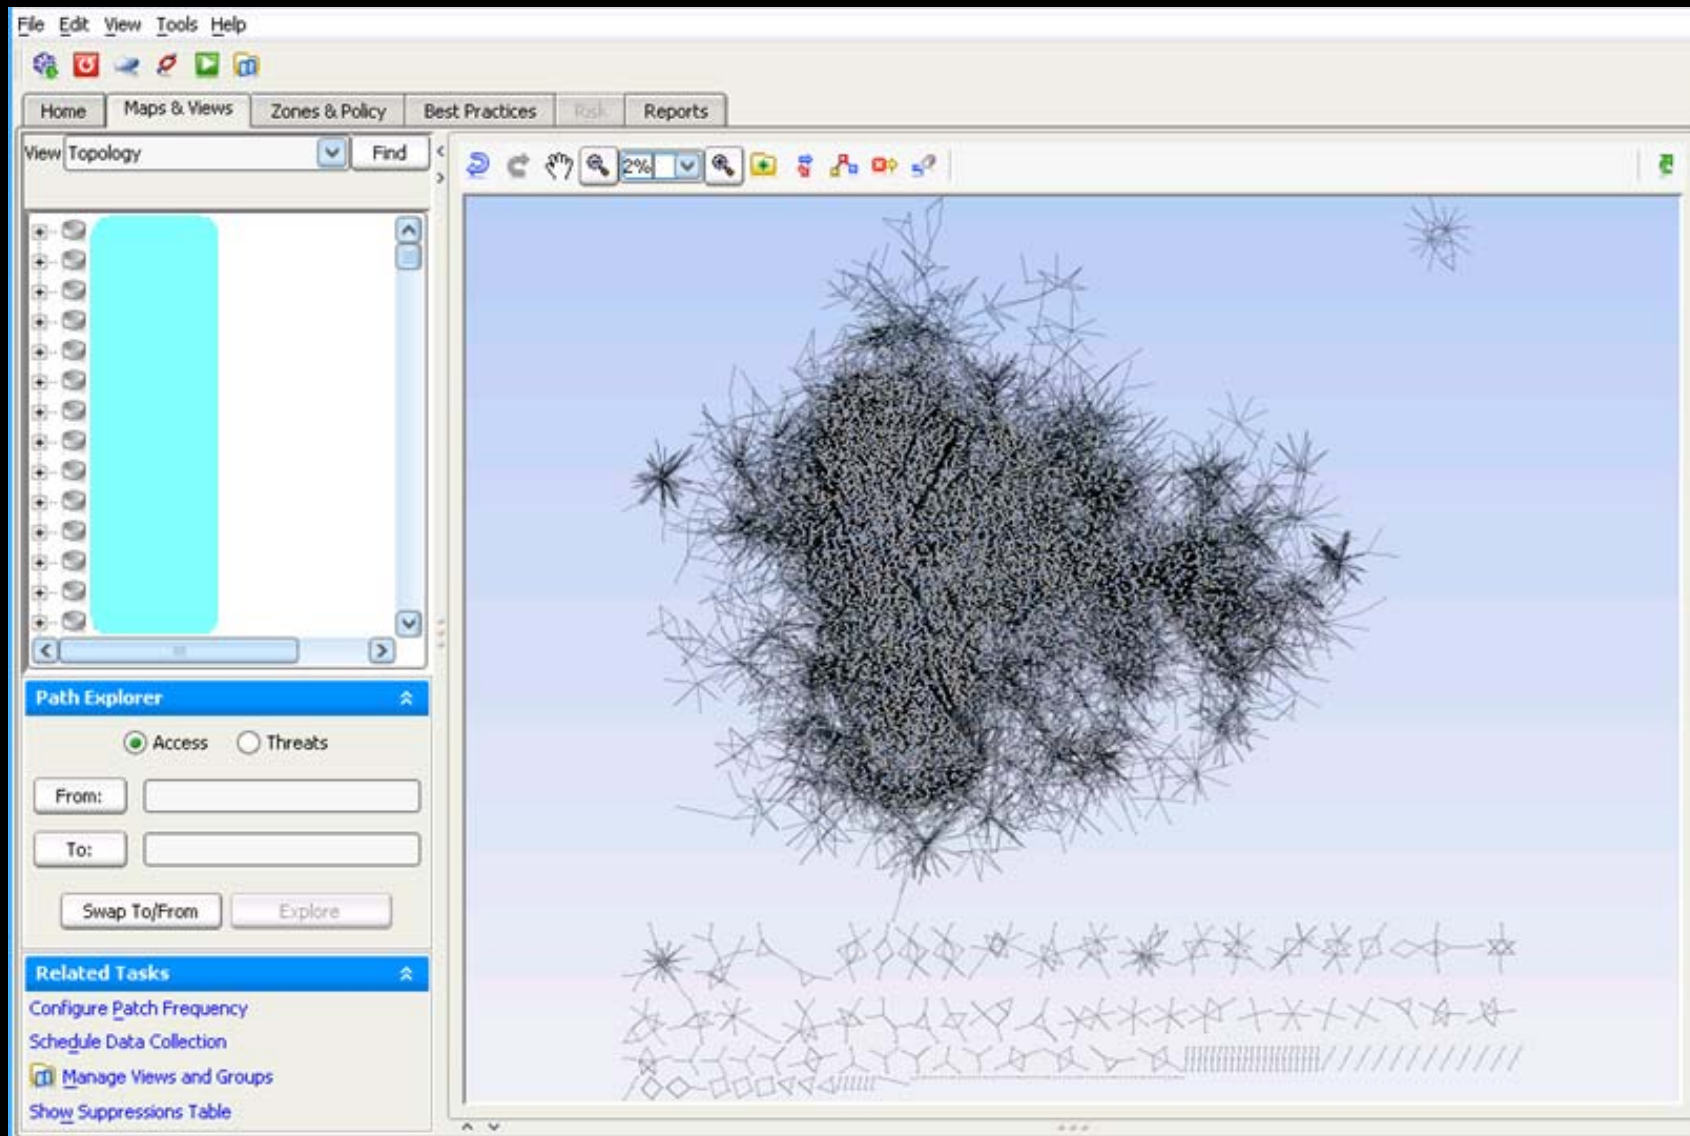 File Edit View Tools Help
Home Maps & Views Zones & Policy Best Practices Risk Reports
View Topology Find
2%
Path Explorer
Access Threats
From:
To:
Swap To/From Explore
Related Tasks
Configure Patch Frequency
Schedule Data Collection
Manage Views and Groups
Show Suppressions Table